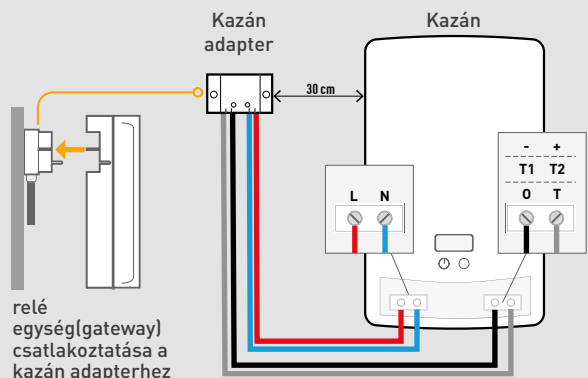 Kazán
adapter
Kazán
30 cm
L N
- +
T1 T2
O T
relé
egység(gateway)
csatlakoztatása a
kazán adapterhez